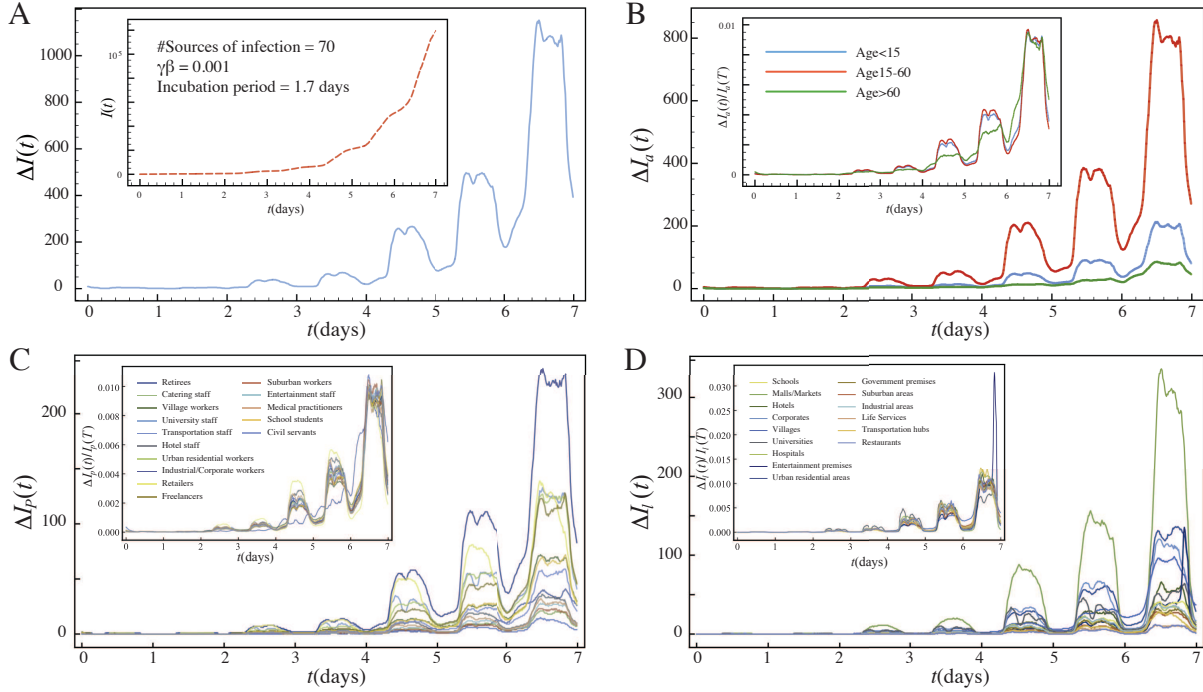 A
#Sources of infection = 70
γβ = 0.001
Incubation period = 1.7 days
I(t)
10^5
0
0 1 2 3 4 5 6 7
t(days)
ΔI(t)
1000
800
600
400
200
0
0 1 2 3 4 5 6 7
t(days)
B
0.01
0
ΔI_a(t)/I_a(T)
0 1 2 3 4 5 6 7
t(days)
Age<15
Age15-60
Age>60
ΔI_a(t)
800
600
400
200
0
0 1 2 3 4 5 6 7
t(days)
C
Retirees
Catering staff
Village workers
University staff
Transportation staff
Hotel staff
Urban residential workers
Industrial/Corporate workers
Retailers
Freelancers
Suburban workers
Entertainment staff
Medical practitioners
School students
Civil servants
ΔI_p(t)/I_p(T)
0.010
0.008
0.006
0.004
0.002
0.000
0 1 2 3 4 5 6 7
t(days)
ΔI_P(t)
200
100
0
0 1 2 3 4 5 6 7
t(days)
D
Schools
Malls/Markets
Hotels
Corporates
Villages
Universities
Hospitals
Entertainment premises
Urban residential areas
Government premises
Suburban areas
Industrial areas
Life Services
Transportation hubs
Restaurants
ΔI_l(t)/I_l(T)
0.030
0.025
0.020
0.015
0.010
0.005
0.000
0 1 2 3 4 5 6 7
t(days)
ΔI_l(t)
300
200
100
0
0 1 2 3 4 5 6 7
t(days)